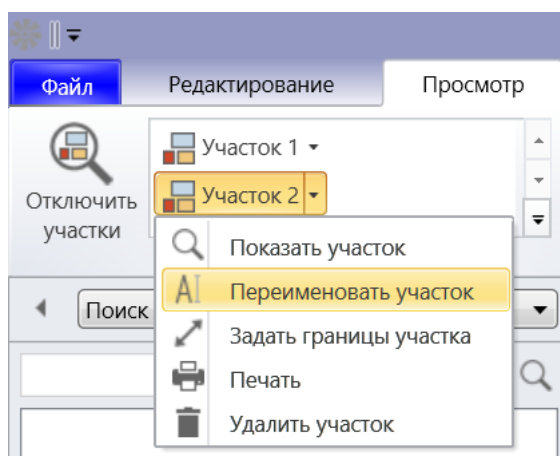 Файл Редактирование Просмотр
Участок 1
Участок 2
Отключить
участки
Показать участок
Переименовать участок
Задать границы участка
Печать
Удалить участок
Поиск